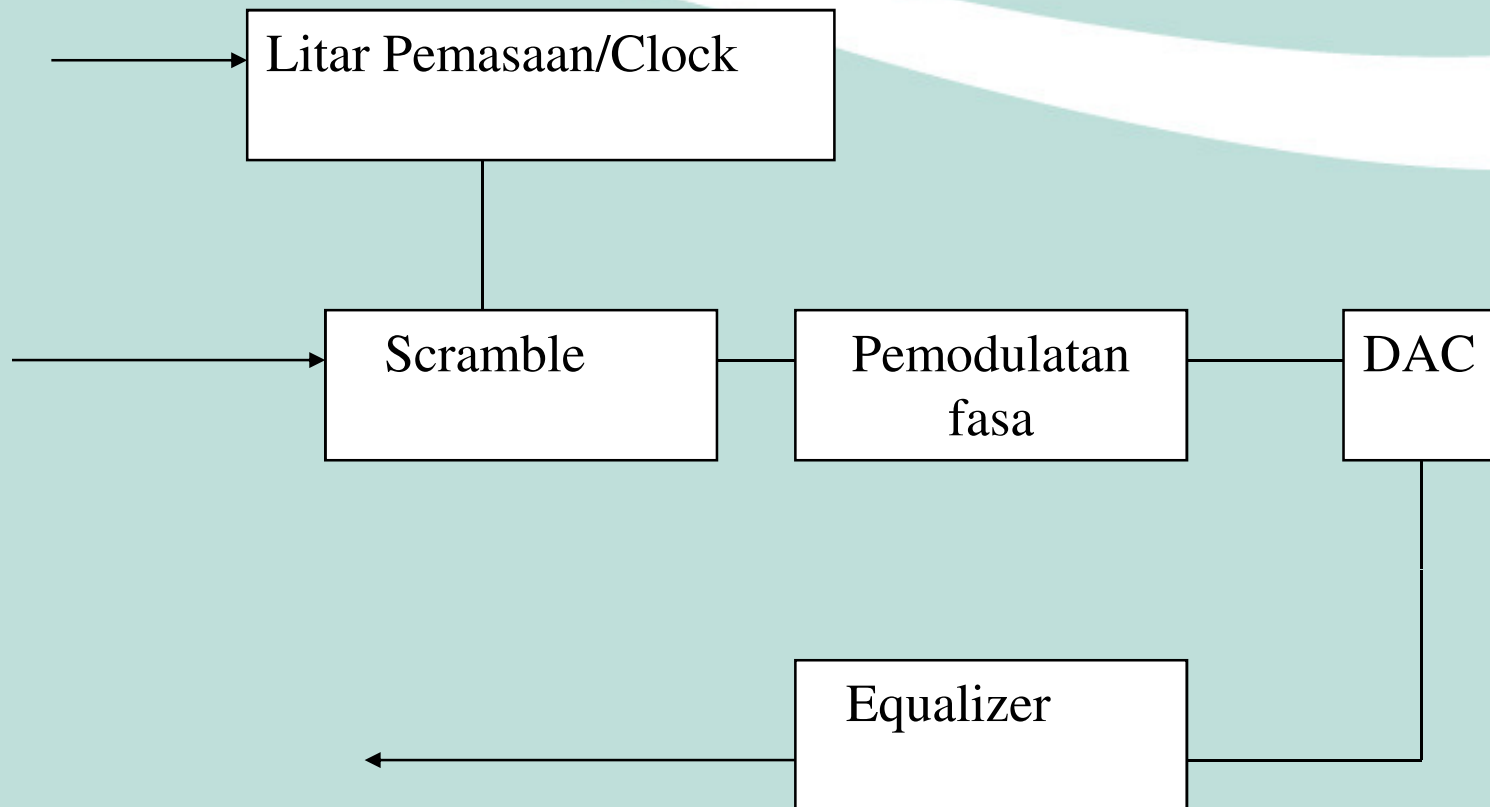 Litar Pemasaan/Clock
Scramble
Pemodulatan
fasa
DAC
Equalizer